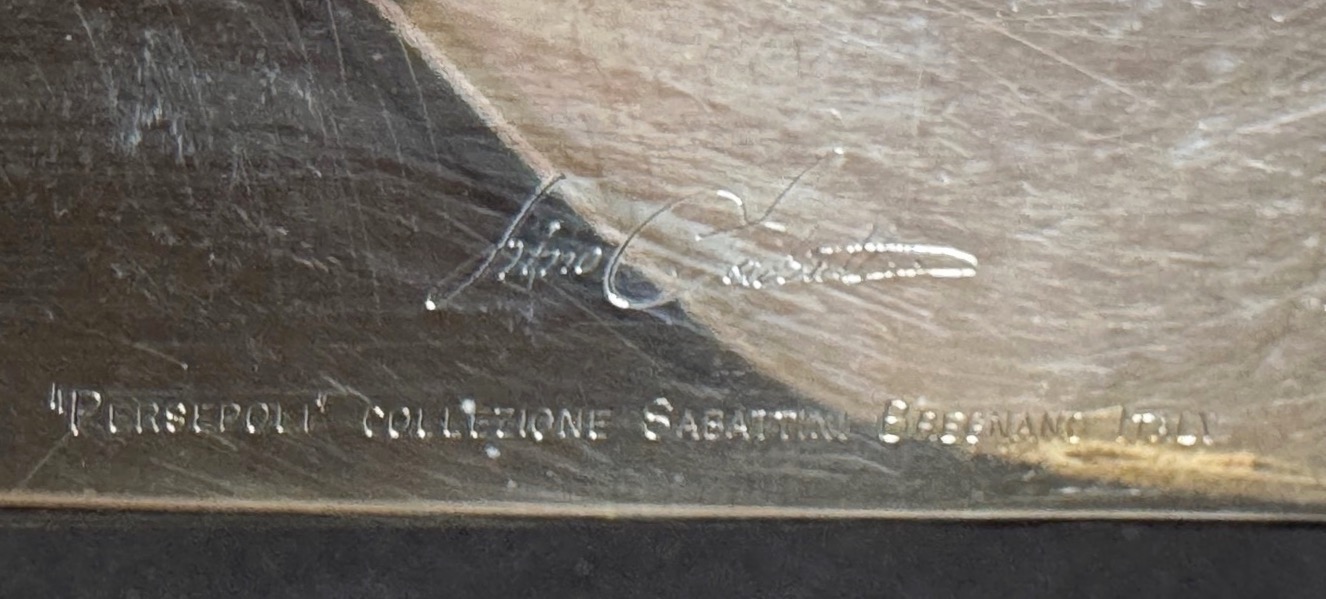 "PERSEPOLI" COLLEZIONE SABATTINI BREGNANO ITALY